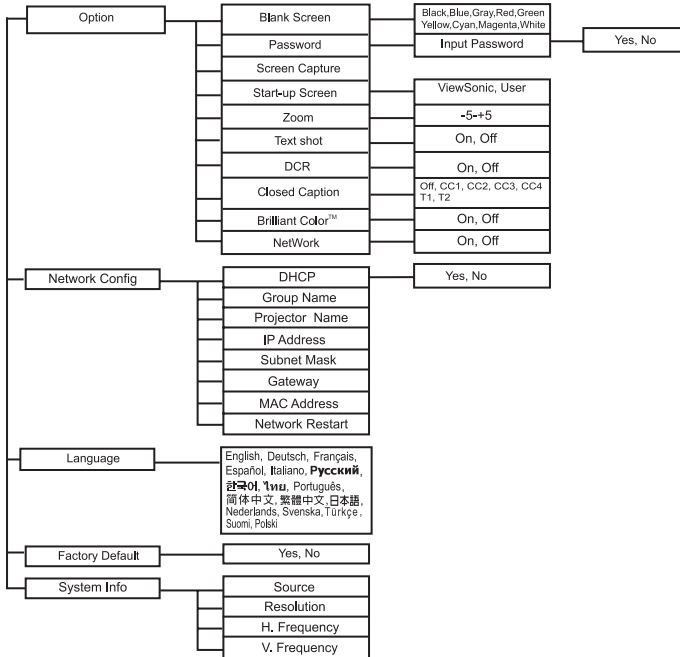 Option
Blank Screen
Black,Blue,Gray,Red,Green
Yellow,Cyan,Magenta,White
Password
Input Password
Yes, No
Screen Capture
Start-up Screen
ViewSonic, User
Zoom
-5-+5
Text shot
On, Off
DCR
On, Off
Closed Caption
Off, CC1, CC2, CC3, CC4
T1, T2
Brilliant Color™
On, Off
NetWork
On, Off
Network Config
DHCP
Yes, No
Group Name
Projector Name
IP Address
Subnet Mask
Gateway
MAC Address
Network Restart
Language
English, Deutsch, Français,
Español, Italiano, Русский,
한국어, ไทย, Português,
简体中文, 繁體中文, 日本語,
Nederlands, Svenska, Türkçe,
Suomi, Polski
Factory Default
Yes, No
System Info
Source
Resolution
H. Frequency
V. Frequency